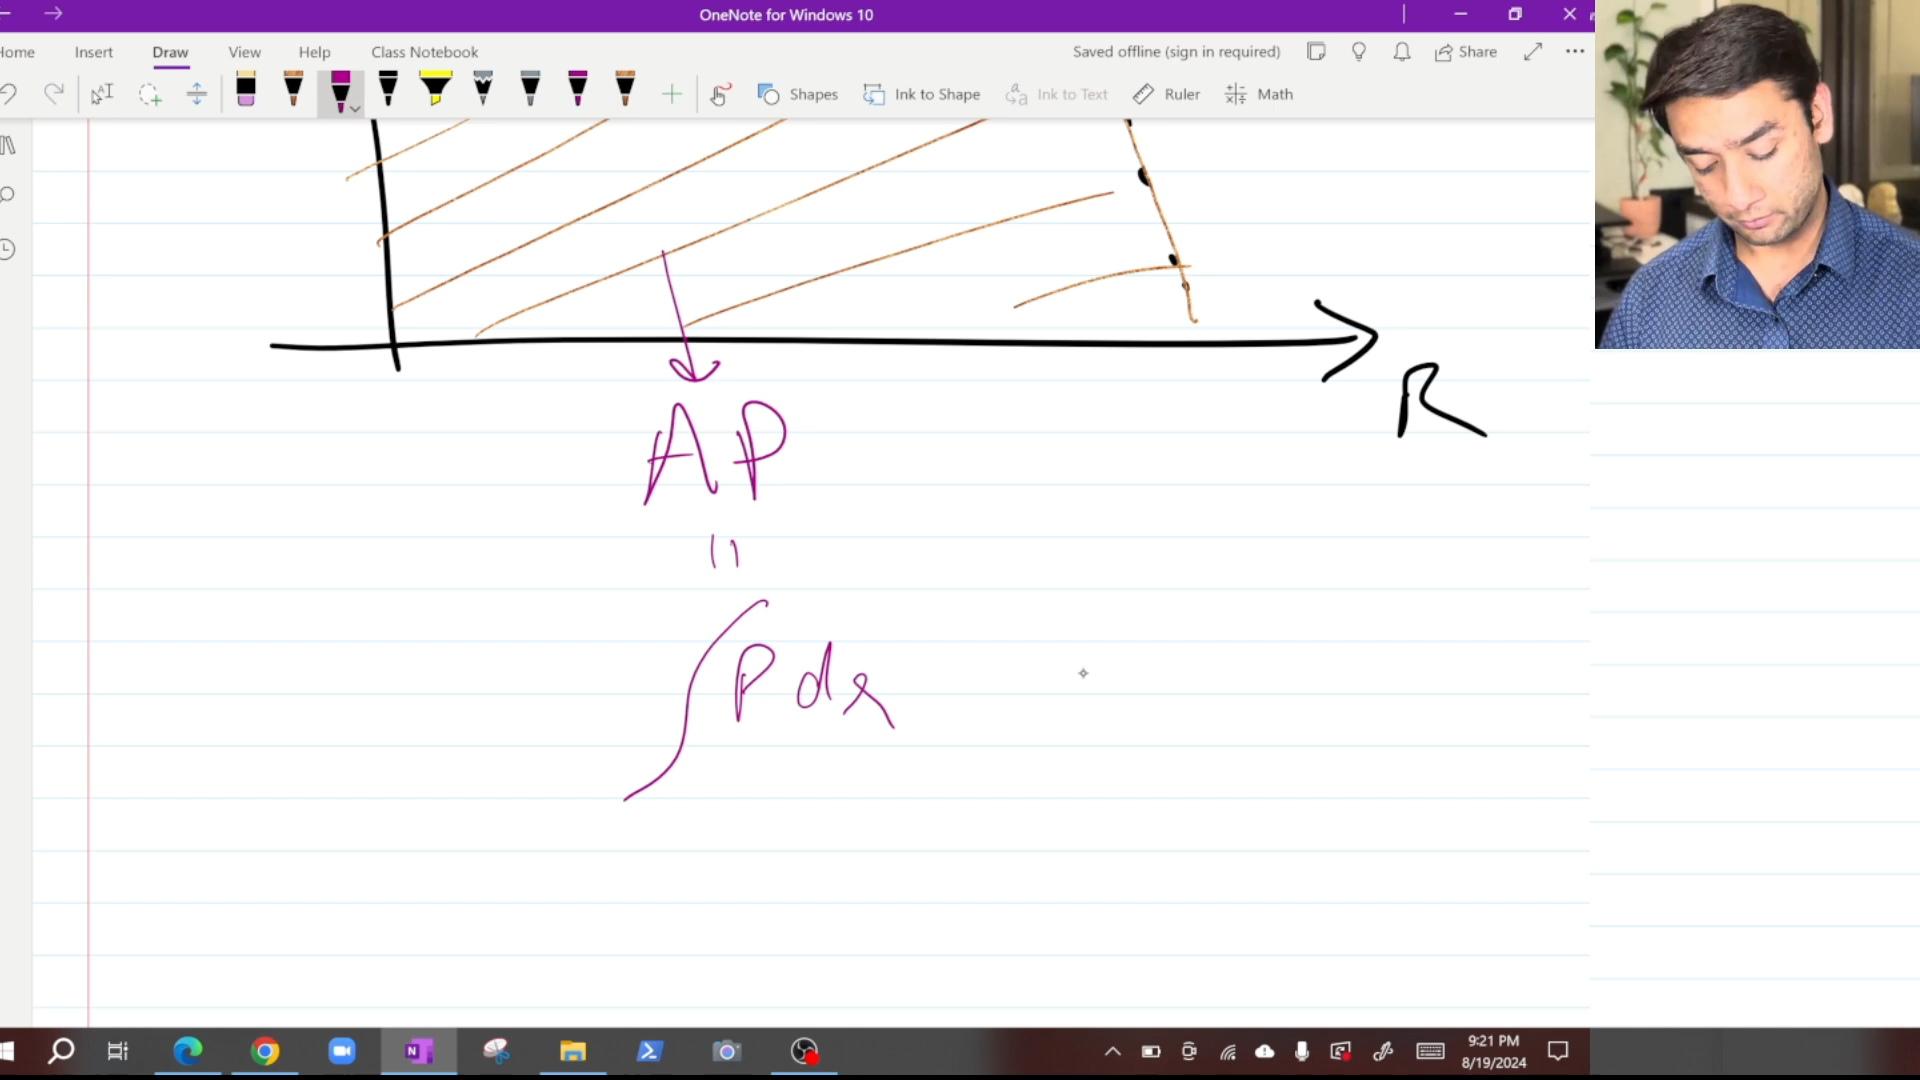 OneNote for Windows 10
Home Insert Draw View Help Class Notebook
Saved offline (sign in required) Share
Shapes Ink to Shape Ink to Text Ruler Math
R
AP
=
∫P dr
9:21 PM
8/19/2024